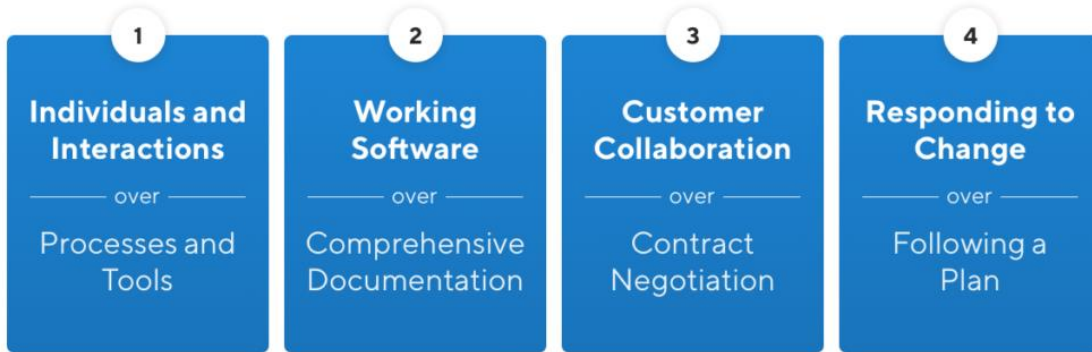 1
Individuals and
Interactions
over
Processes and
Tools
2
Working
Software
over
Comprehensive
Documentation
3
Customer
Collaboration
over
Contract
Negotiation
4
Responding to
Change
over
Following a
Plan